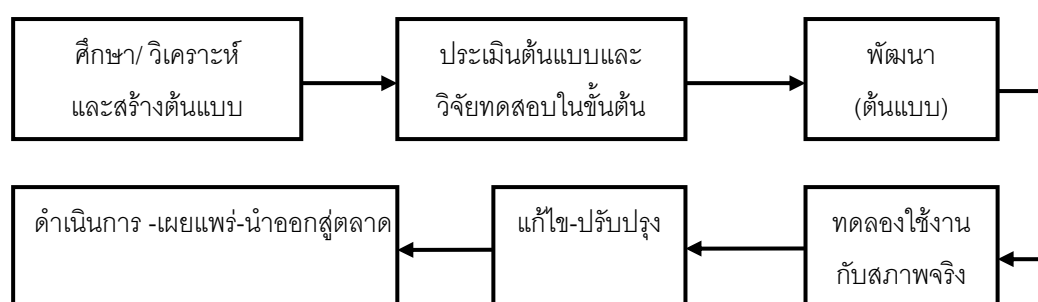 ศึกษา/ วิเคราะห์
และสร้างต้นแบบ
ประเมินต้นแบบและ
วิจัยทดสอบในขั้นต้น
พัฒนา
(ต้นแบบ)
ทดลองใช้งาน
กับสภาพจริง
แก้ไข-ปรับปรุง
ดำเนินการ -เผยแพร่-นำออกสู่ตลาด